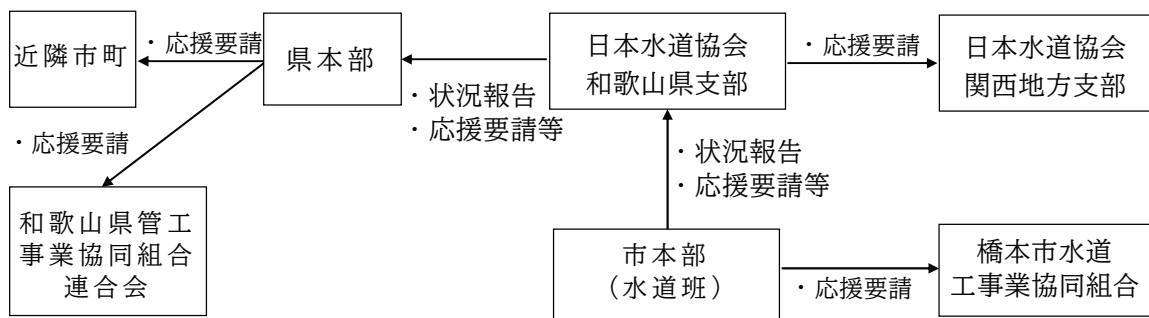 近隣市町
・応援要請
県本部
・状況報告
・応援要請等
日本水道協会
和歌山県支部
・応援要請
日本水道協会
関西地方支部
・応援要請
和歌山県管工
事業協同組合
連合会
・状況報告
・応援要請等
市本部
（水道班）
・応援要請
橋本市水道
工事業協同組合